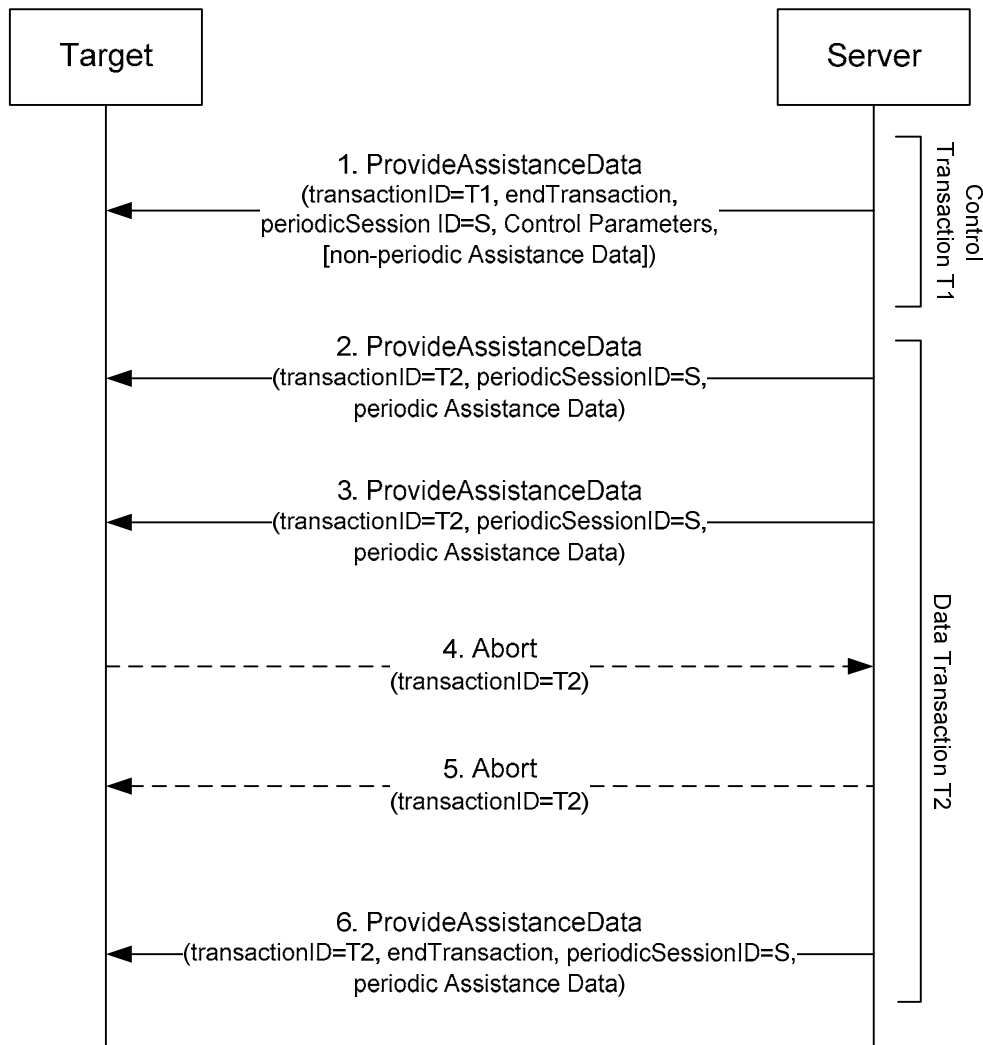 Target
Server
1. ProvideAssistanceData
(transactionID=T1, endTransaction,
periodicSession ID=S, Control Parameters,
[non-periodic Assistance Data])
Control
Transaction T1
2. ProvideAssistanceData
(transactionID=T2, periodicSessionID=S,
periodic Assistance Data)
3. ProvideAssistanceData
(transactionID=T2, periodicSessionID=S,
periodic Assistance Data)
4. Abort
(transactionID=T2)
5. Abort
(transactionID=T2)
6. ProvideAssistanceData
(transactionID=T2, endTransaction, periodicSessionID=S,
periodic Assistance Data)
Data Transaction T2